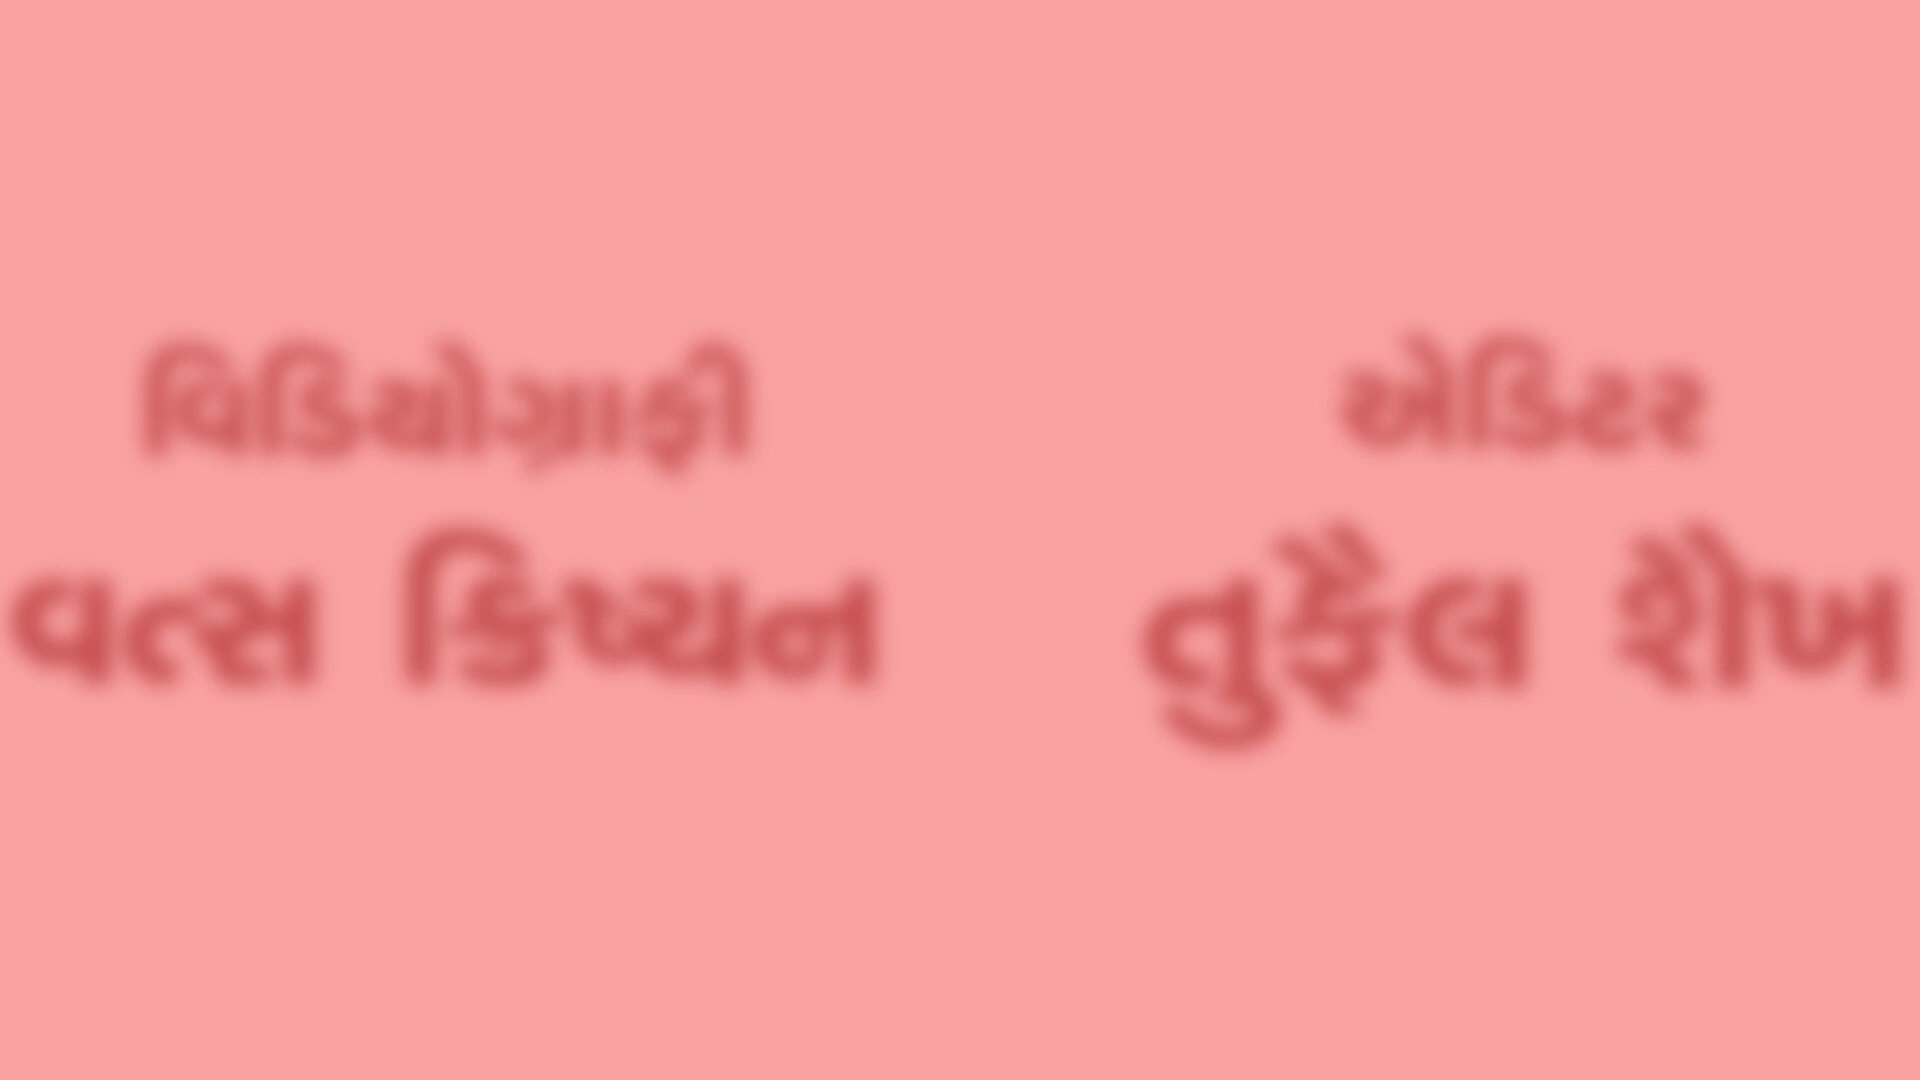 વિડિયોગ્રાફી
વત્સ ક્રિષ્યન
એડિટર
તુફૈલ શૈખ